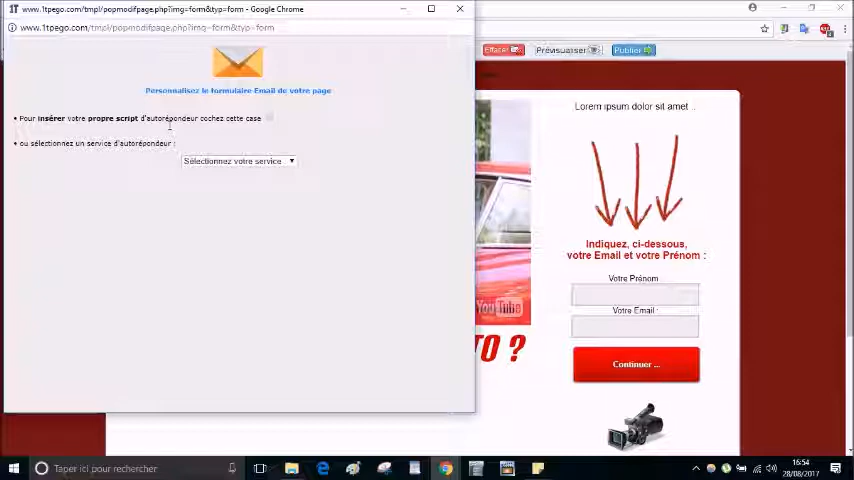 www.1tpego.com/tmpl/popmodifpage.php?img=form&typ=form - Google Chrome
www.1tpego.com/tmpl/popmodifpage.php?img=form&typ=form
Effacer
Prévisualiser
Publier
Personnalisez le formulaire Email de votre page
• Pour insérer votre propre script d'autorépondeur cochez cette case
• ou sélectionnez un service d'autorépondeur :
Sélectionnez votre service
Lorem ipsum dolor sit amet ..
Indiquez, ci-dessous,
votre Email et votre Prénom :
Votre Prénom
Votre Email :
Continuer ...
YouTube
TO ?
Taper ici pour rechercher
16:54
28/08/2017